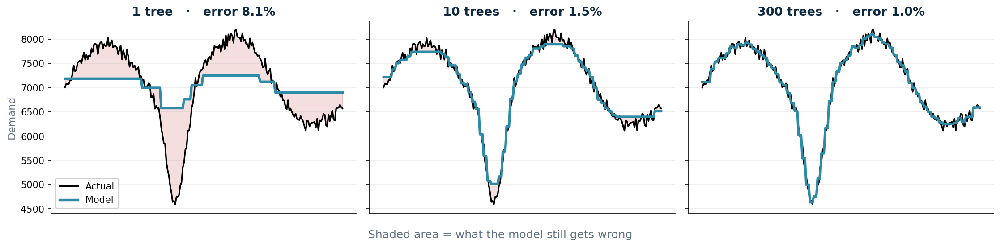 1 tree · error 8.1%
10 trees · error 1.5%
300 trees · error 1.0%
Demand
8000
7500
7000
6500
6000
5500
5000
4500
Actual
Model
Shaded area = what the model still gets wrong